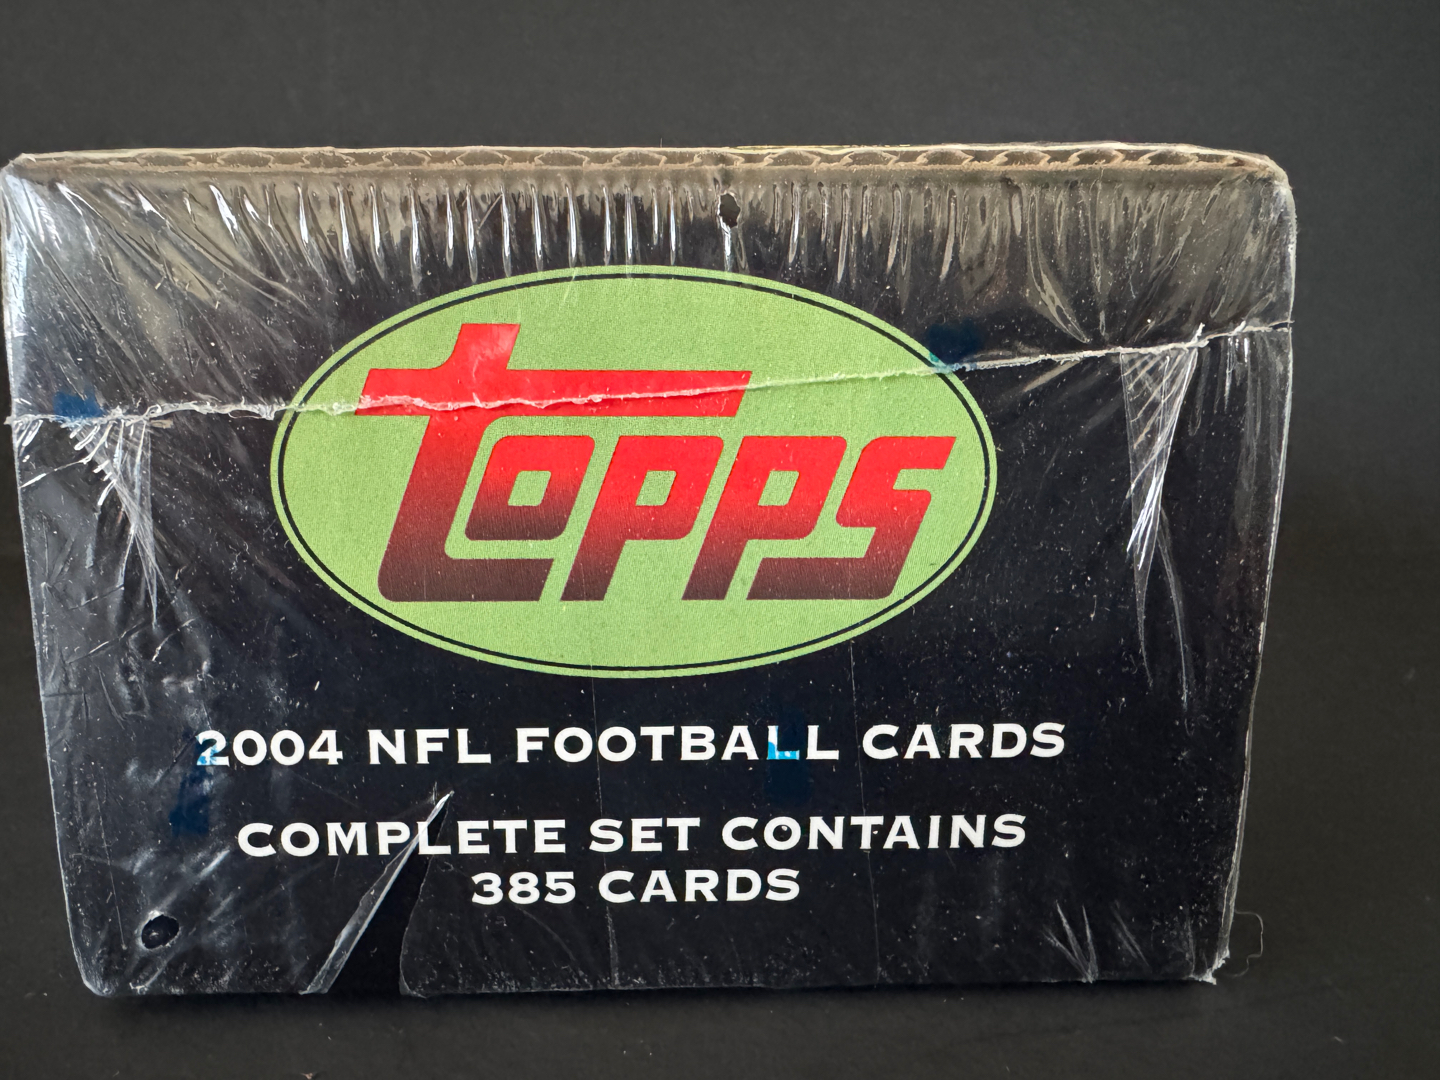 topps
2004 NFL FOOTBALL CARDS
COMPLETE SET CONTAINS
385 CARDS